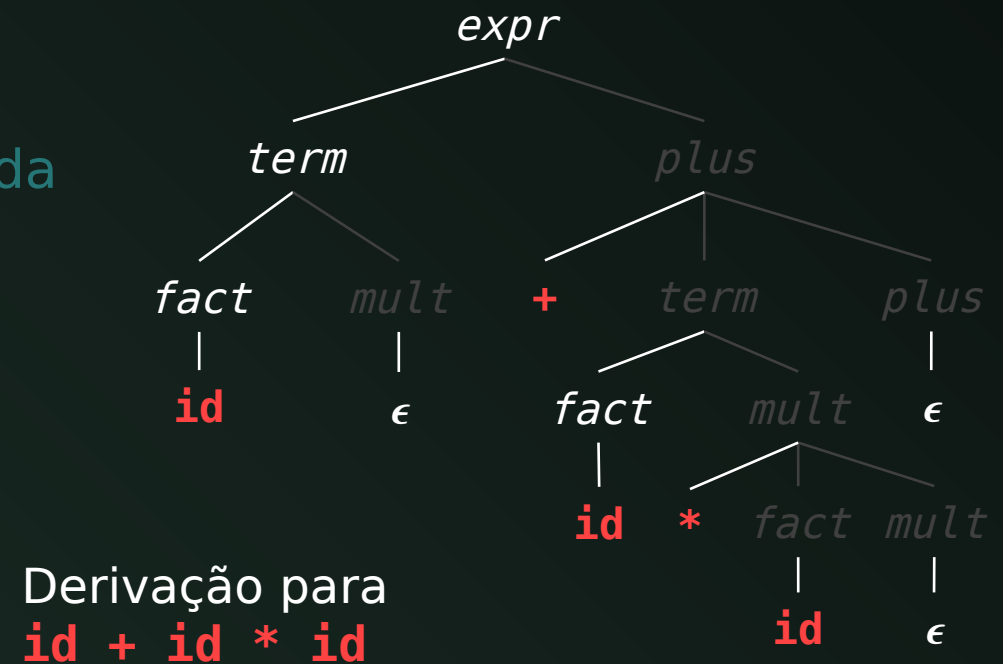 expr
da
term plus
fact mult + term plus
id ϵ fact mult ϵ
id * fact mult
Derivação para
id + id * id
id ϵ